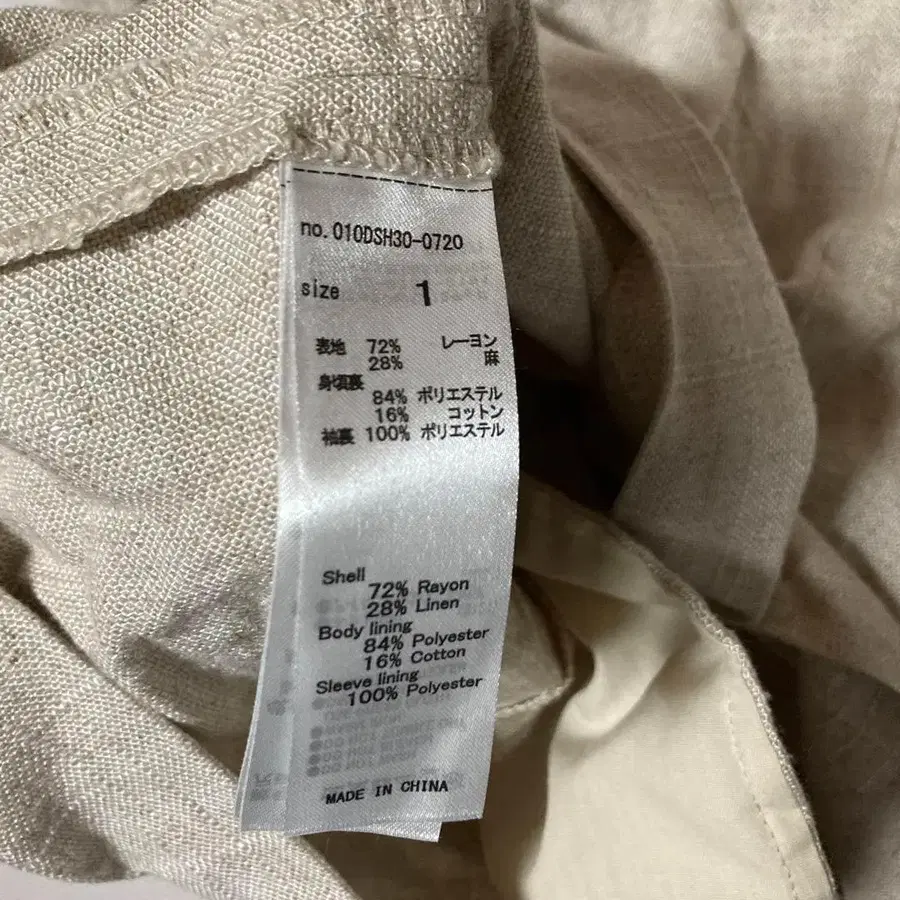 no.010DSH30-0720
size 1
表地 72% レーヨン
28% 麻
身頃裏
84% ポリエステル
16% コットン
袖裏 100% ポリエステル
Shell
72% Rayon
28% Linen
Body lining
84% Polyester
16% Cotton
Sleeve lining
100% Polyester
MADE IN CHINA